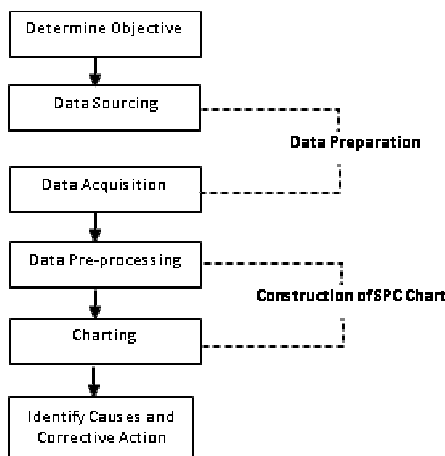 Determine Objective
Data Sourcing
Data Preparation
Data Acquisition
Data Pre-processing
Construction of SPC Chart
Charting
Identify Causes and
Corrective Action